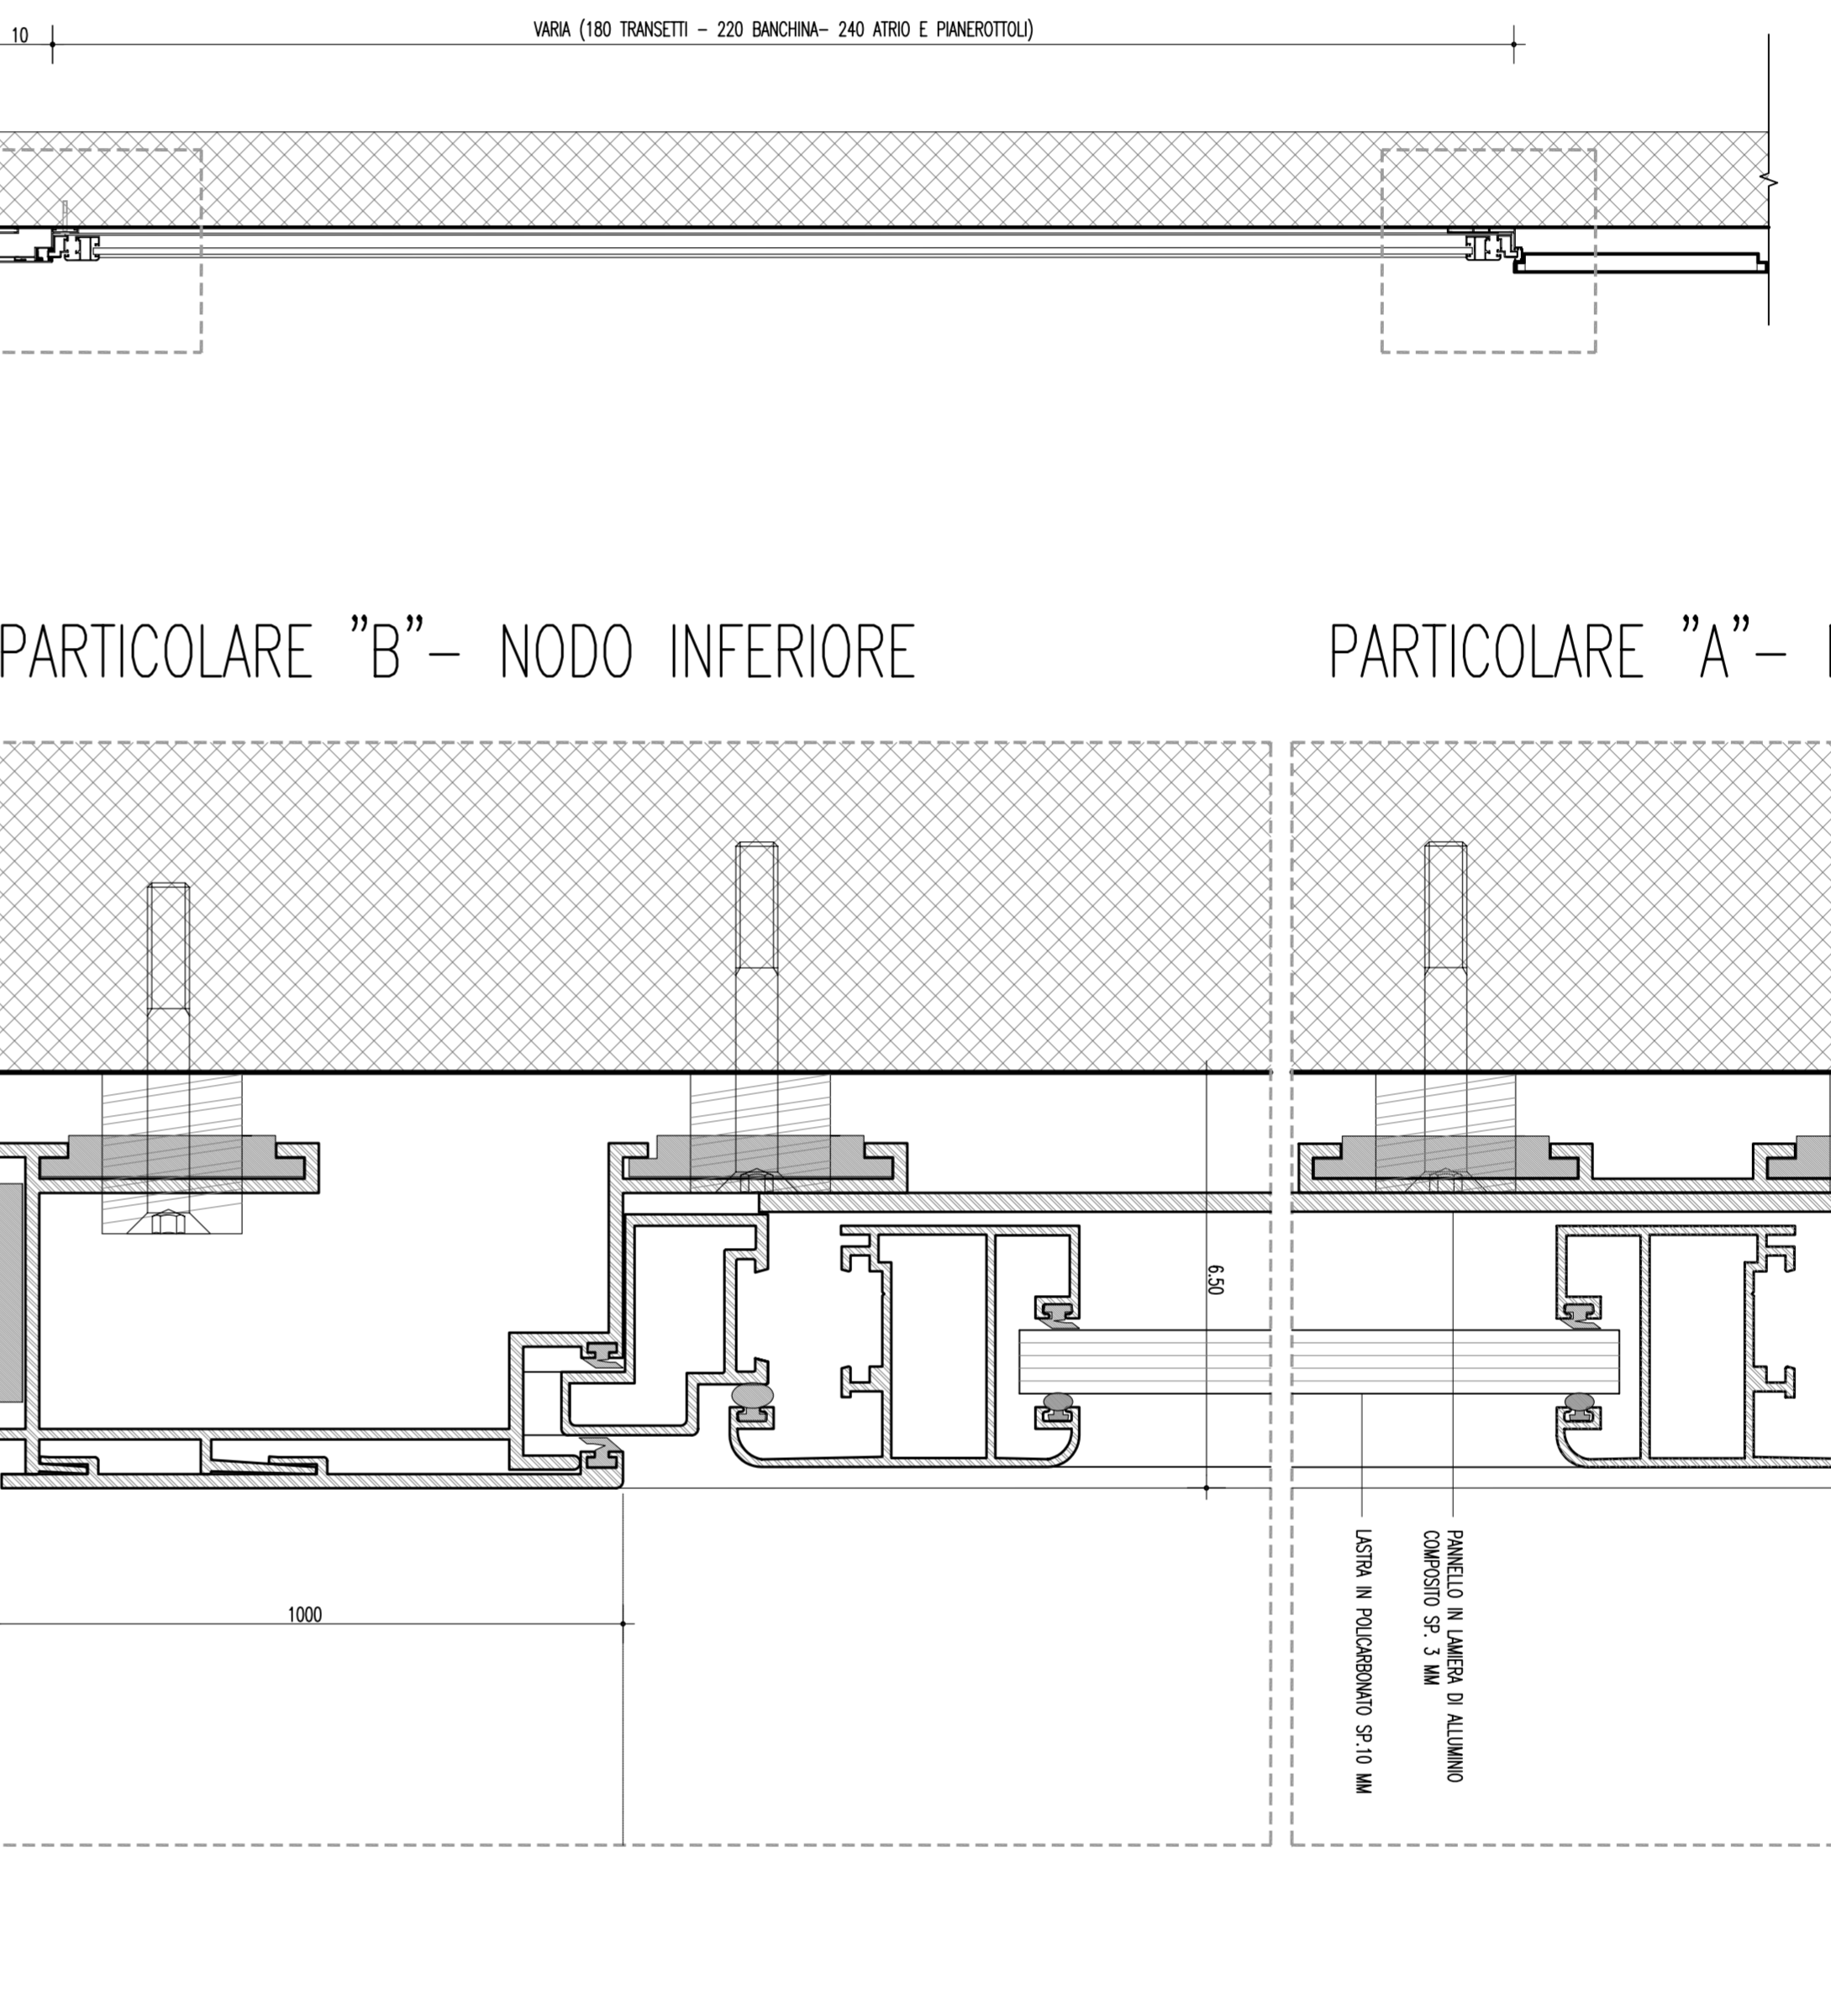 10
VARIA (180 TRANSETTI - 220 BANCHINA- 240 ATRIO E PIANEROTTOLI)
PARTICOLARE "B"- NODO INFERIORE
PARTICOLARE "A"-
6.50
1000
PANNELLO IN LAMIERA DI ALLUMINIO
COMPOSITO SP. 3 MM
LASTRA IN POLICARBONATO SP.10 MM